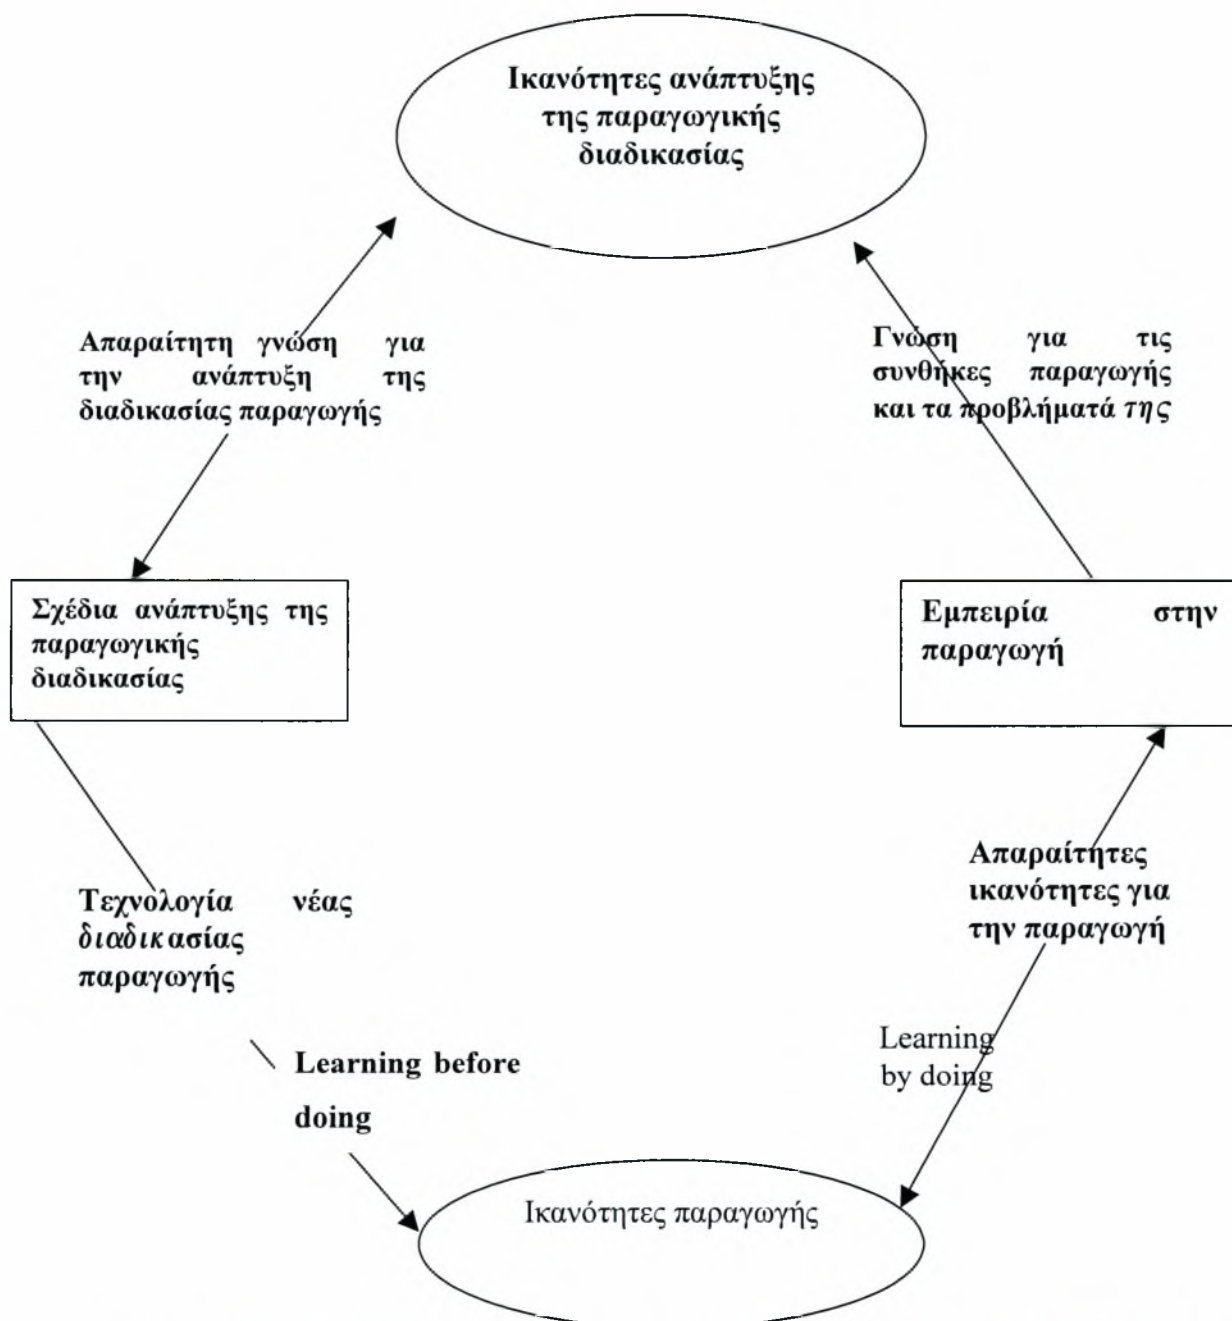 Ικανότητες ανάπτυξης
της παραγωγικής
διαδικασίας
Απαραίτητη γνώση για
την ανάπτυξη της
διαδικασίας παραγωγής
Γνώση για τις
συνθήκες παραγωγής
και τα προβλήματά της
Σχέδια ανάπτυξης της
παραγωγικής
διαδικασίας
Εμπειρία στην
παραγωγή
Απαραίτητες
ικανότητες για
την παραγωγή
Τεχνολογία νέας
διαδικασίας
παραγωγής
Learning before
doing
Learning
by doing
Ικανότητες παραγωγής